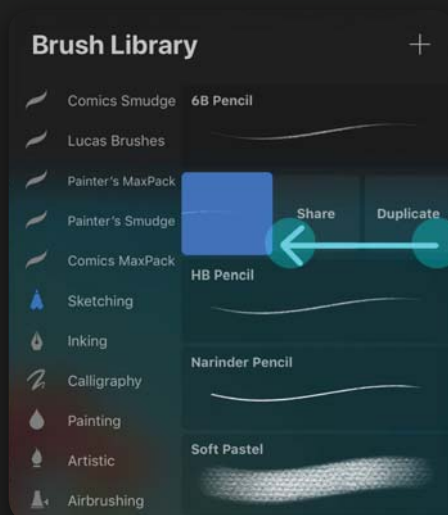 Brush Library
Comics Smudge
Lucas Brushes
Painter's MaxPack
Painter's Smudge
Comics MaxPack
Sketching
Inking
Calligraphy
Painting
Artistic
Airbrushing
6B Pencil
Share
Duplicate
HB Pencil
Narinder Pencil
Soft Pastel